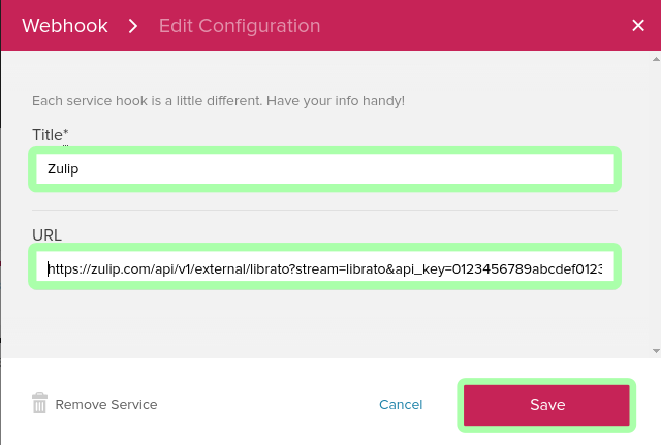 Webhook > Edit Configuration ×
Each service hook is a little different. Have your info handy!
Title*
Zulip
URL
https://zulip.com/api/v1/external/librato?stream=librato&api_key=0123456789abcdef0123
Remove Service Cancel Save